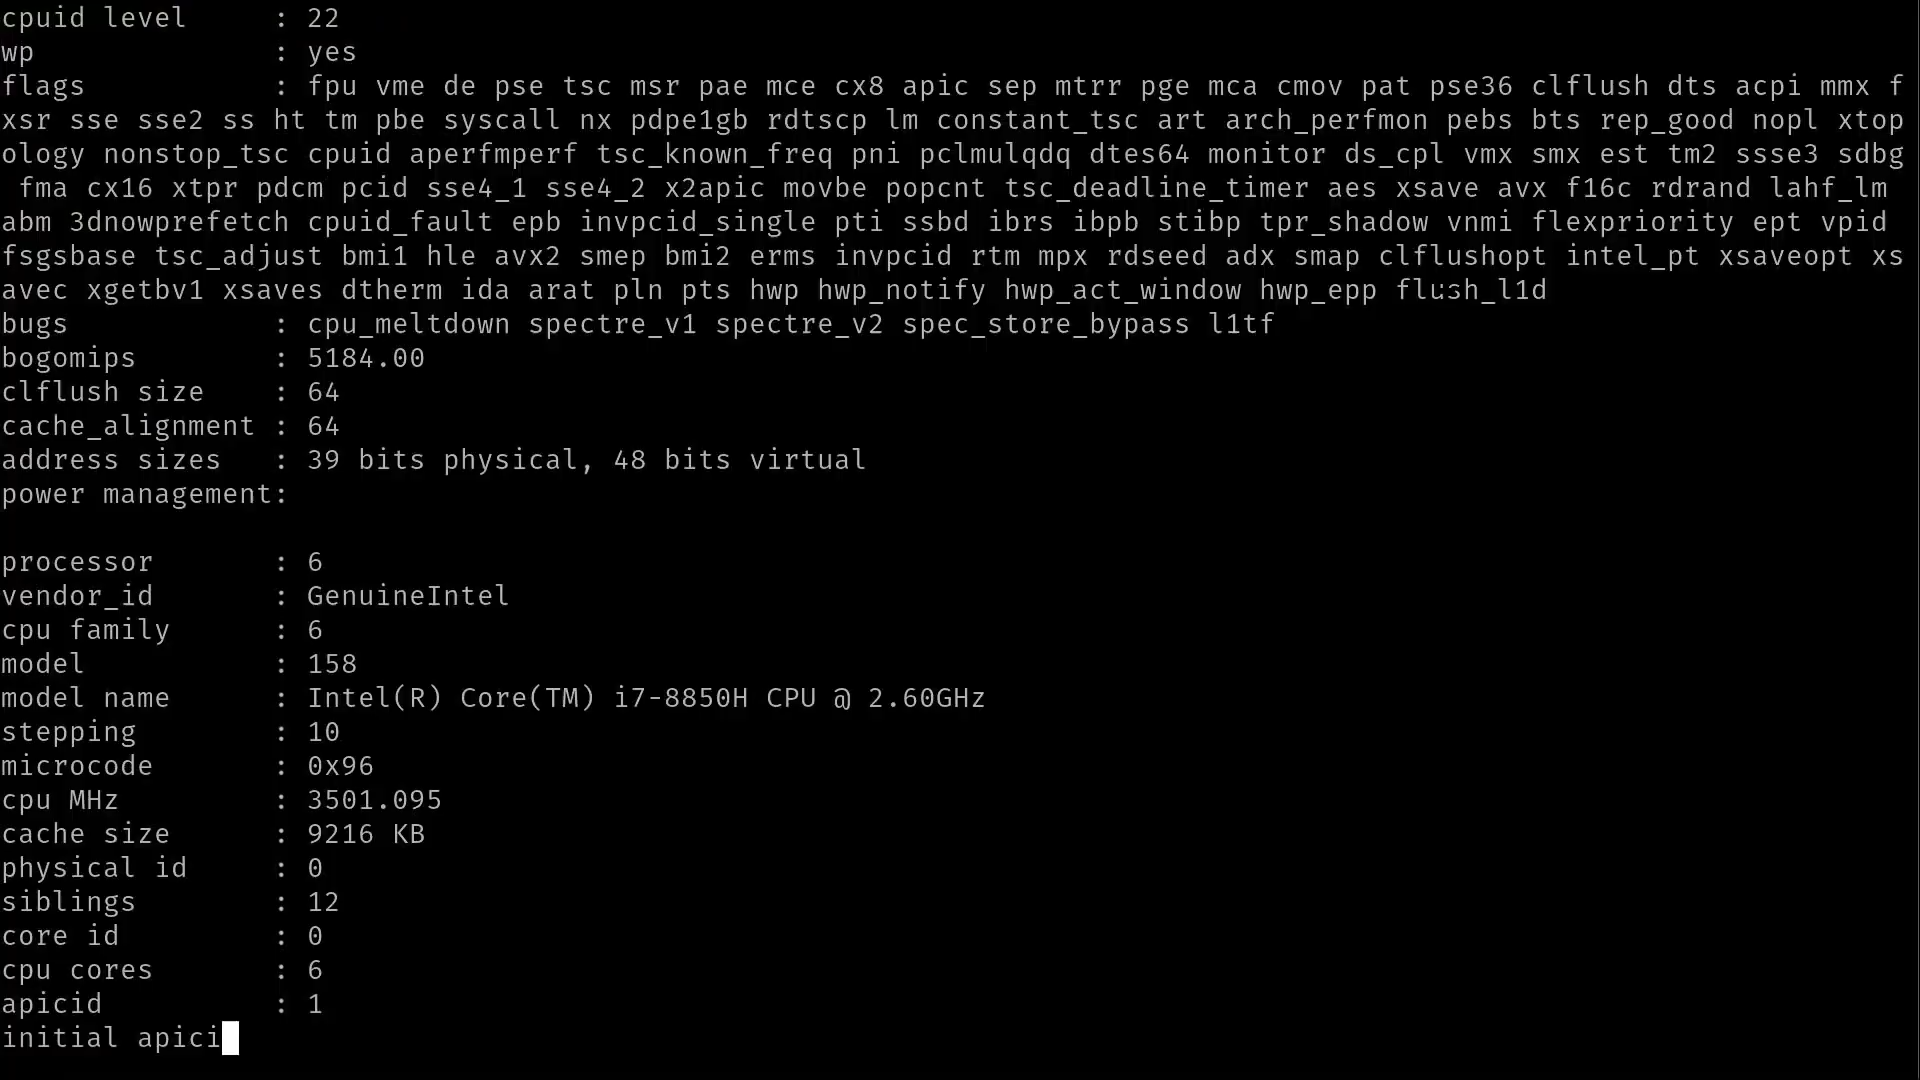 cpuid level     : 22
wp              : yes
flags           : fpu vme de pse tsc msr pae mce cx8 apic sep mtrr pge mca cmov pat pse36 clflush dts acpi mmx f
xsr sse sse2 ss ht tm pbe syscall nx pdpe1gb rdtscp lm constant_tsc art arch_perfmon pebs bts rep_good nopl xtop
ology nonstop_tsc cpuid aperfmperf tsc_known_freq pni pclmulqdq dtes64 monitor ds_cpl vmx smx est tm2 ssse3 sdbg
 fma cx16 xtpr pdcm pcid sse4_1 sse4_2 x2apic movbe popcnt tsc_deadline_timer aes xsave avx f16c rdrand lahf_lm
abm 3dnowprefetch cpuid_fault epb invpcid_single pti ssbd ibrs ibpb stibp tpr_shadow vnmi flexpriority ept vpid
fsgsbase tsc_adjust bmi1 hle avx2 smep bmi2 erms invpcid rtm mpx rdseed adx smap clflushopt intel_pt xsaveopt xs
avec xgetbv1 xsaves dtherm ida arat pln pts hwp hwp_notify hwp_act_window hwp_epp flush_l1d
bugs            : cpu_meltdown spectre_v1 spectre_v2 spec_store_bypass l1tf
bogomips        : 5184.00
clflush size    : 64
cache_alignment : 64
address sizes   : 39 bits physical, 48 bits virtual
power management:

processor       : 6
vendor_id       : GenuineIntel
cpu family      : 6
model           : 158
model name      : Intel(R) Core(TM) i7-8850H CPU @ 2.60GHz
stepping        : 10
microcode       : 0x96
cpu MHz         : 3501.095
cache size      : 9216 KB
physical id     : 0
siblings        : 12
core id         : 0
cpu cores       : 6
apicid          : 1
initial apici